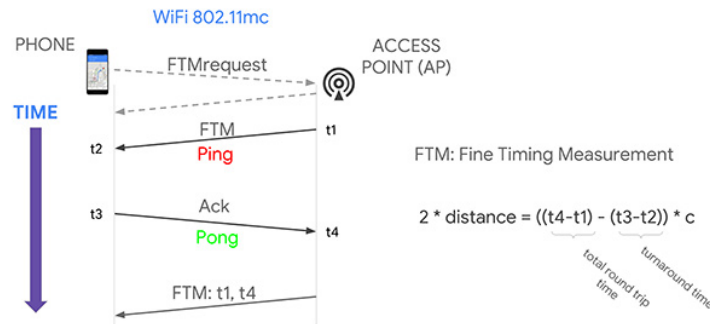 WiFi 802.11mc
PHONE
ACCESS
POINT (AP)
FTMrequest
TIME
FTM
t1
t2
Ping
FTM: Fine Timing Measurement
Ack
t3
t4
Pong
2 * distance = ((t4-t1) - (t3-t2)) * c
total round trip
time
turnaround time
FTM: t1, t4